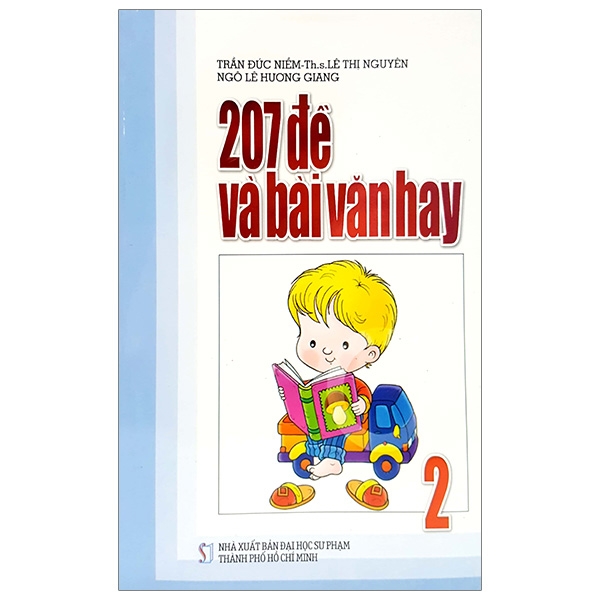 TRẦN ĐỨC NIỀM-Th.s.LÊ THỊ NGUYÊN
NGÔ LÊ HƯƠNG GIANG
207 đề
và bài văn hay
2
NHÀ XUẤT BẢN ĐẠI HỌC SƯ PHẠM
THÀNH PHỐ HỒ CHÍ MINH